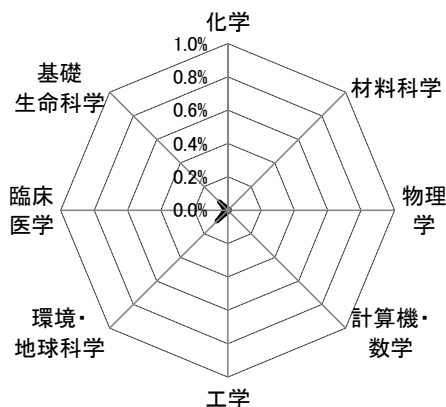 化学
1.0%
0.8%
0.6%
0.4%
0.2%
0.0%
材料科学
物理
学
計算機・
数学
工学
環境・
地球科学
臨床
医学
基礎
生命科学